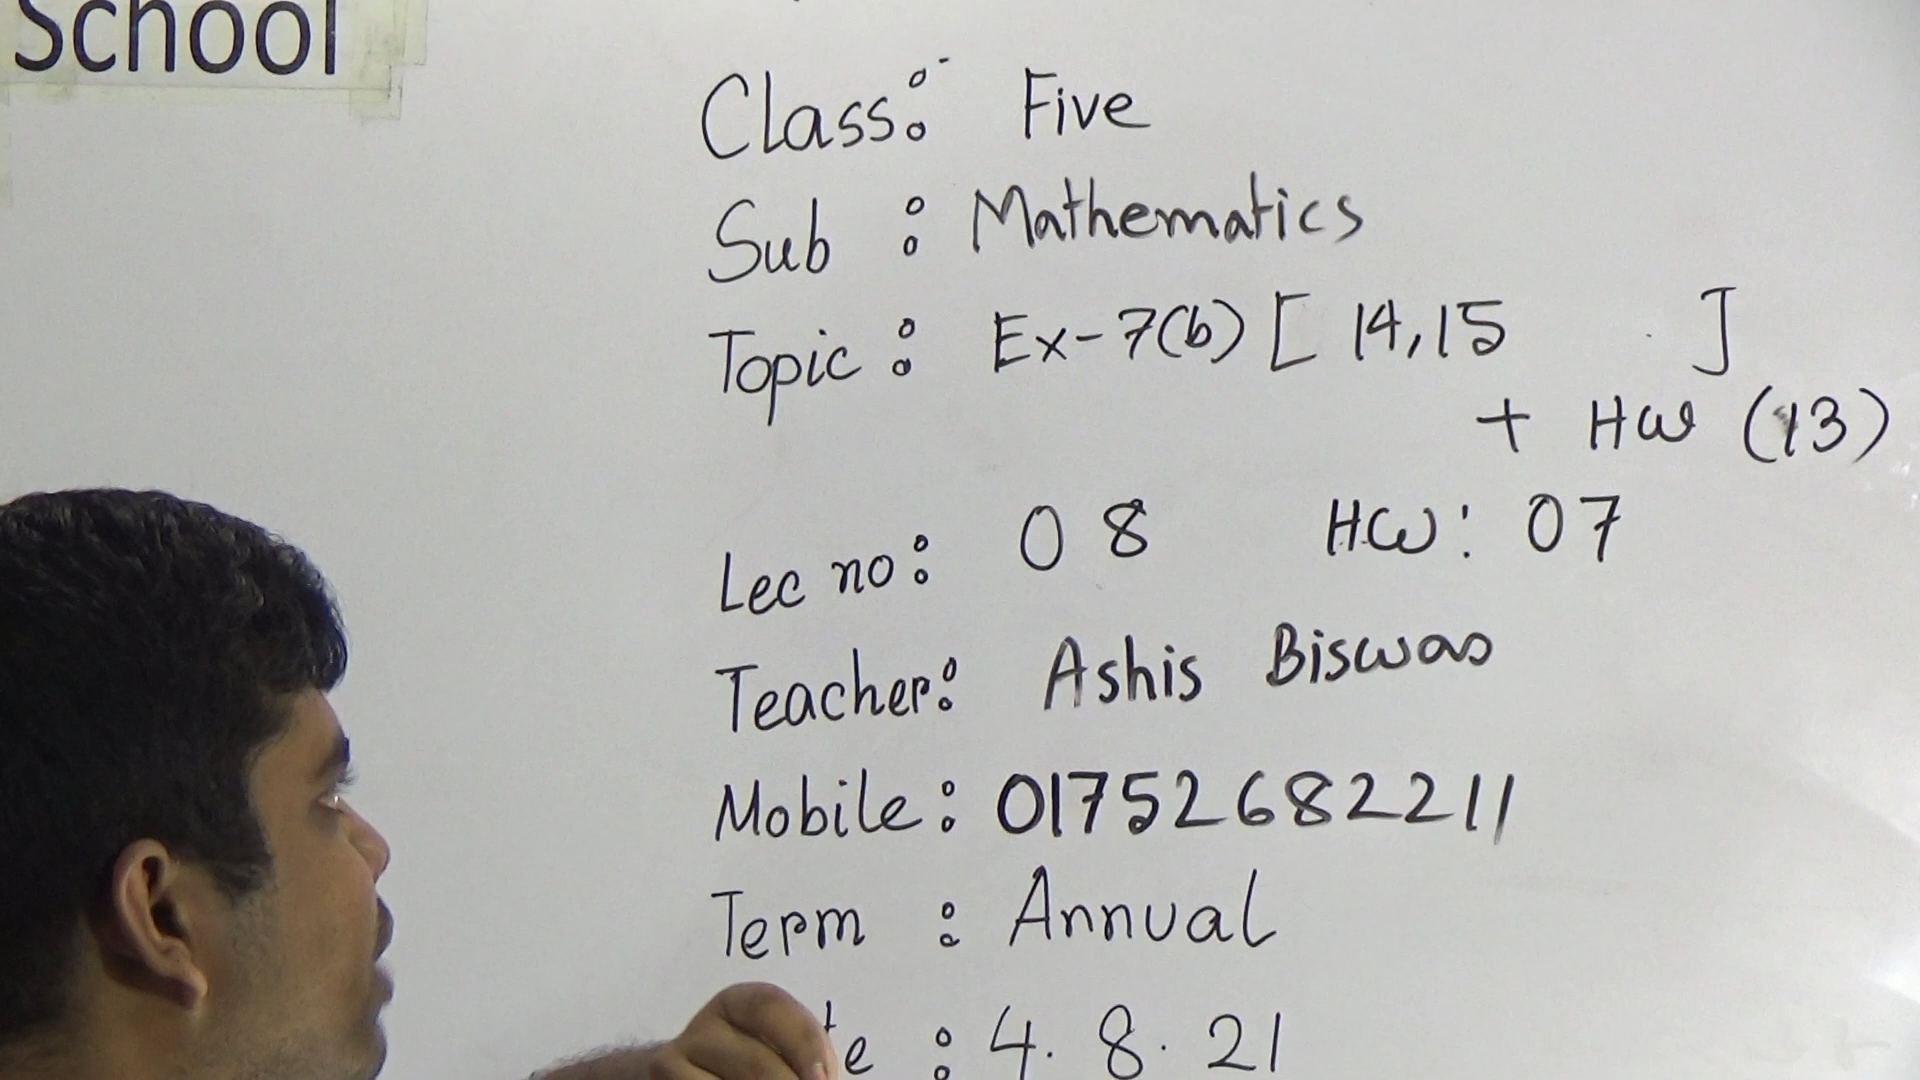 School
Class: Five
Sub : Mathematics
Topic : Ex-7(b) [ 14,15 ]
+ HW (13)
Lec no: 08 HW: 07
Teacher: Ashis Biswas
Mobile: 01752682211
Term : Annual
te : 4. 8. 21